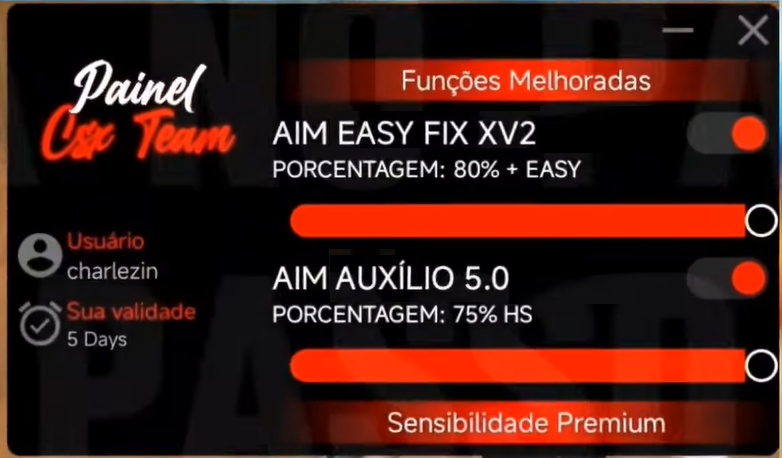 Painel
Csx Team
Usuário
charlezin
Sua validade
5 Days
Funções Melhoradas
AIM EASY FIX XV2
PORCENTAGEM: 80% + EASY
AIM AUXÍLIO 5.0
PORCENTAGEM: 75% HS
Sensibilidade Premium